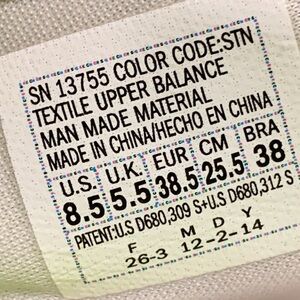 SN 13755 COLOR CODE:STN
TEXTILE UPPER BALANCE
MAN MADE MATERIAL
MADE IN CHINA/HECHO EN CHINA
U.S. U.K. EUR CM BRA
8.5 5.5 38.5 25.5 38
PATENT:U.S D680,309 S+U.S D680,312 S
F M D Y
26-3 12-2-14